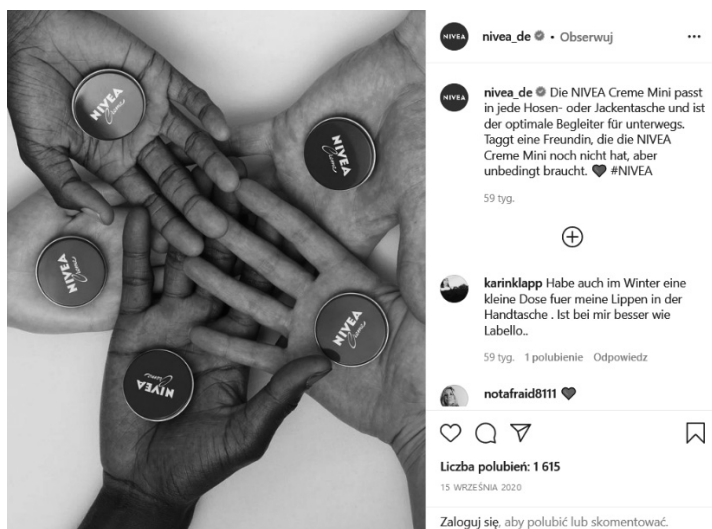 NIVEA
Creme
NIVEA
Creme
NIVEA
Creme
NIVEA
Creme
NIVEA
Creme
NIVEA
nivea_de • Obserwuj
NIVEA
nivea_de Die NIVEA Creme Mini passt
in jede Hosen- oder Jackentasche und ist
der optimale Begleiter für unterwegs.
Taggt eine Freundin, die die NIVEA
Creme Mini noch nicht hat, aber
unbedingt braucht. 🖤 #NIVEA
59 tyg.
karinklapp Habe auch im Winter eine
kleine Dose fuer meine Lippen in der
Handtasche . Ist bei mir besser wie
Labello..
59 tyg. 1 polubienie Odpowiedz
notafraid8111 🖤
Liczba polubień: 1 615
15 WRZEŚNIA 2020
Zaloguj się, aby polubić lub skomentować.